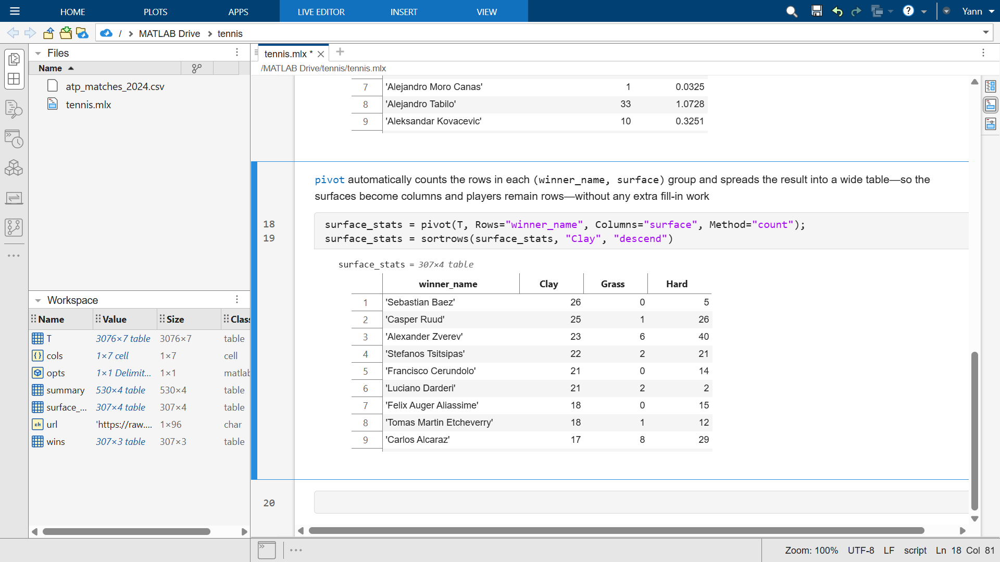 HOME PLOTS APPS LIVE EDITOR INSERT VIEW ? Yann
/ > MATLAB Drive > tennis
Files
Name
atp_matches_2024.csv
tennis.mlx
Workspace
Name Value Size Clas
T 3076×7 table 3076×7 table
cols 1×7 cell 1×7 cell
opts 1×1 Delimit... 1×1 matlab
summary 530×4 table 530×4 table
surface_... 307×4 table 307×4 table
url 'https://raw.... 1×96 char
wins 307×3 table 307×3 table
tennis.mlx * × +
/MATLAB Drive/tennis/tennis.mlx
7 'Alejandro Moro Canas' 1 0.0325
8 'Alejandro Tabilo' 33 1.0728
9 'Aleksandar Kovacevic' 10 0.3251
pivot automatically counts the rows in each (winner_name, surface) group and spreads the result into a wide table—so the
surfaces become columns and players remain rows—without any extra fill-in work
18 surface_stats = pivot(T, Rows="winner_name", Columns="surface", Method="count");
19 surface_stats = sortrows(surface_stats, "Clay", "descend")
surface_stats = 307×4 table
winner_name Clay Grass Hard
1 'Sebastian Baez' 26 0 5
2 'Casper Ruud' 25 1 26
3 'Alexander Zverev' 23 6 40
4 'Stefanos Tsitsipas' 22 2 21
5 'Francisco Cerundolo' 21 0 14
6 'Luciano Darderi' 21 2 2
7 'Felix Auger Aliassime' 18 0 15
8 'Tomas Martin Etcheverry' 18 1 12
9 'Carlos Alcaraz' 17 8 29
20
Zoom: 100% UTF-8 LF script Ln 18 Col 81